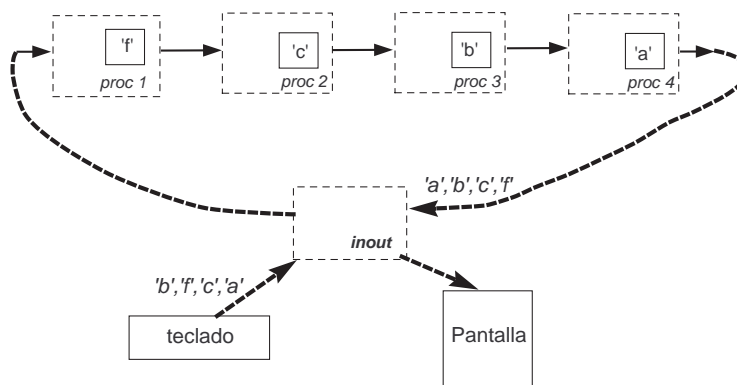 'f'
proc 1
'c'
proc 2
'b'
proc 3
'a'
proc 4
'a','b','c','f'
inout
'b','f','c','a'
teclado
Pantalla